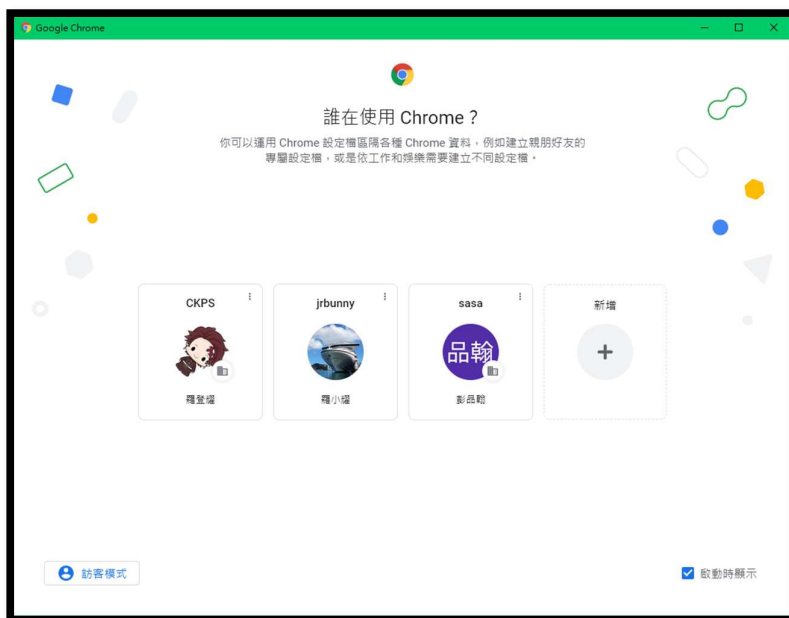 Google Chrome
誰在使用 Chrome？
你可以運用 Chrome 設定檔區隔各種 Chrome 資料，例如建立親朋好友的
專屬設定檔，或是依工作和娛樂需要建立不同設定檔。
CKPS
jrbunny
sasa
新增
品翰
羅登耀
羅小耀
彭品翰
訪客模式
啟動時顯示